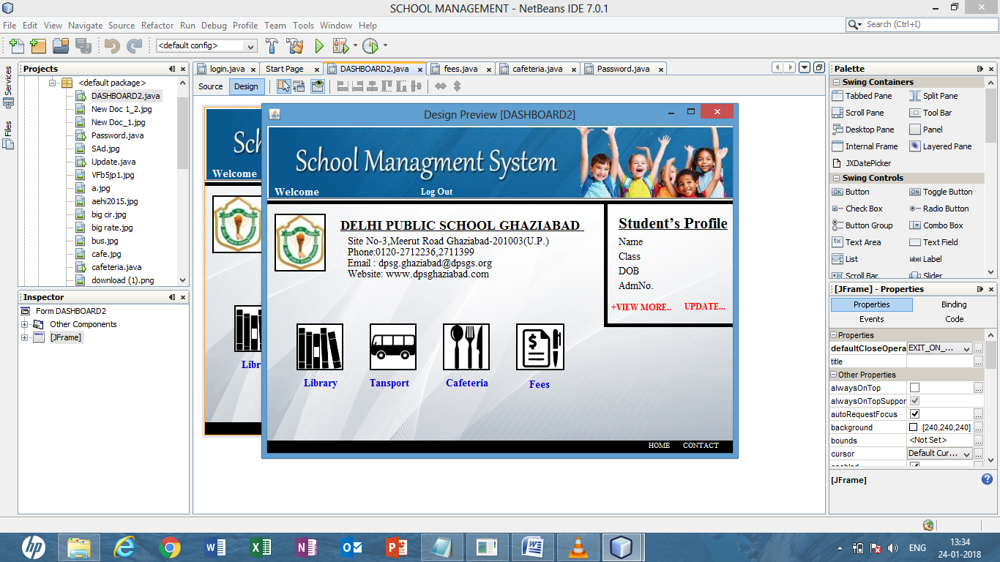 SCHOOL MANAGEMENT - NetBeans IDE 7.0.1
File Edit View Navigate Source Refactor Run Debug Profile Team Tools Window Help
Search (Ctrl+I)
<default config>
Services
Files
Projects
<default package>
DASHBOARD2.java
New Doc 1_2.jpg
New Doc_1.jpg
Password.java
SAd.jpg
Update.java
VFb5jp1.jpg
a.jpg
aehi2015.jpg
big cir.jpg
big rate.jpg
bus.jpg
cafe.jpg
cafeteria.java
download (1).png
Inspector
Form DASHBOARD2
Other Components
[JFrame]
login.java Start Page DASHBOARD2.java fees.java cafeteria.java Password.java
Source Design
Sch
Welcome
Libr
Design Preview [DASHBOARD2]
School Managment System
Welcome
Log Out
DELHI PUBLIC SCHOOL GHAZIABAD
Site No-3,Meerut Road Ghaziabad-201003(U.P.)
Phone:0120-2712236,2711399
Email : dpsg.ghaziabad@dpsgs.org
Website: www.dpsghaziabad.com
Student's Profile
Name
Class
DOB
AdmNo.
+VIEW MORE.. UPDATE...
Library Tansport Cafeteria Fees
HOME CONTACT
Palette
Swing Containers
Tabbed Pane Split Pane
Scroll Pane Tool Bar
Desktop Pane Panel
Internal Frame Layered Pane
JXDatePicker
Swing Controls
OK Button ON Toggle Button
Check Box Radio Button
Button Group Combo Box
Text Area Text Field
List label Label
Scroll Bar Slider
[JFrame] - Properties
Properties Binding
Events Code
Properties
defaultCloseOpera EXIT_ON_... ...
title ...
Other Properties
alwaysOnTop ...
alwaysOnTopSuppor
autoRequestFocus ...
background [240,240,240] ...
bounds <Not Set> ...
cursor Default Cur... ...
enabled
[JFrame]
hp
ENG
13:34
24-01-2018